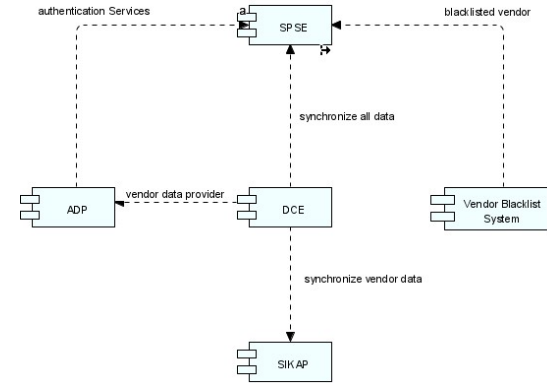 authentication Services
a
SPSE
blacklisted vendor
synchronize all data
vendor data provider
ADP
DCE
Vendor Blacklist
System
synchronize vendor data
SIKAP